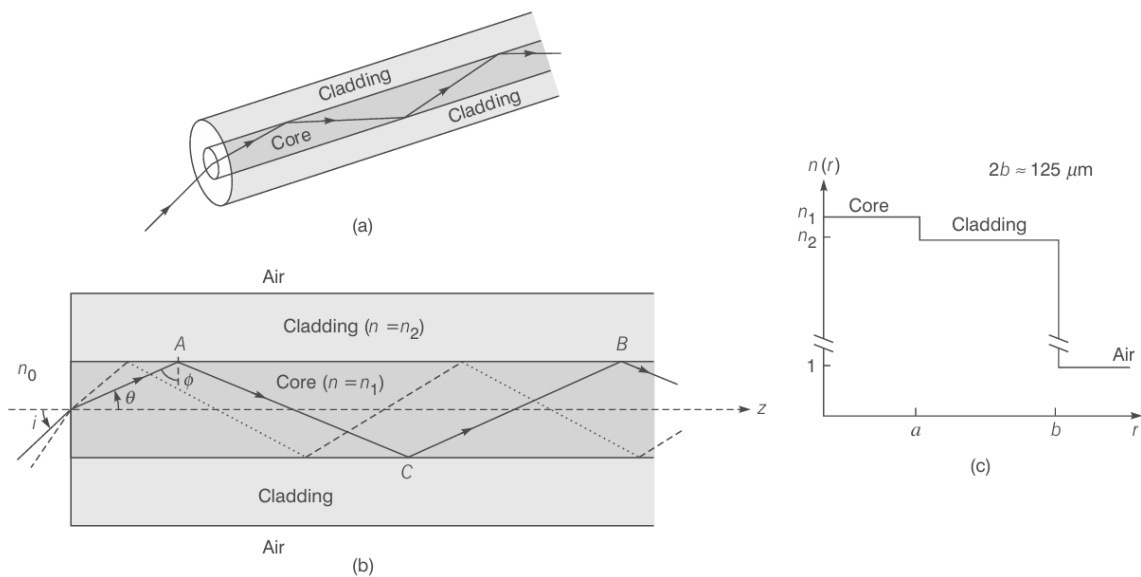 Cladding
Core
Cladding
(a)
Air
Cladding (n = n₂)
A
B
n₀
Core (n = n₁)
ϕ
θ
i
z
C
Cladding
Air
(b)
n(r)
2b ≈ 125 μm
n₁
Core
n₂
Cladding
1
Air
a
b
r
(c)